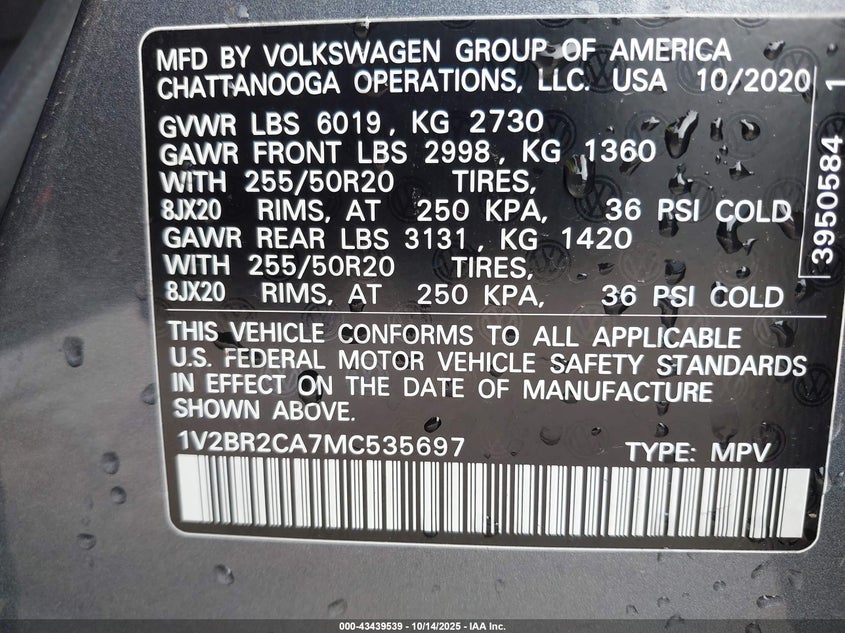 MFD BY VOLKSWAGEN GROUP OF AMERICA
CHATTANOOGA OPERATIONS, LLC. USA 10/2020
GVWR LBS 6019, KG 2730
GAWR FRONT LBS 2998, KG 1360
WITH 255/50R20 TIRES,
8JX20 RIMS, AT 250 KPA, 36 PSI COLD
GAWR REAR LBS 3131, KG 1420
WITH 255/50R20 TIRES,
8JX20 RIMS, AT 250 KPA, 36 PSI COLD
3950584 1
THIS VEHICLE CONFORMS TO ALL APPLICABLE
U.S. FEDERAL MOTOR VEHICLE SAFETY STANDARDS
IN EFFECT ON THE DATE OF MANUFACTURE
SHOWN ABOVE.
1V2BR2CA7MC535697 TYPE: MPV
000-43439539 - 10/14/2025 - IAA Inc.